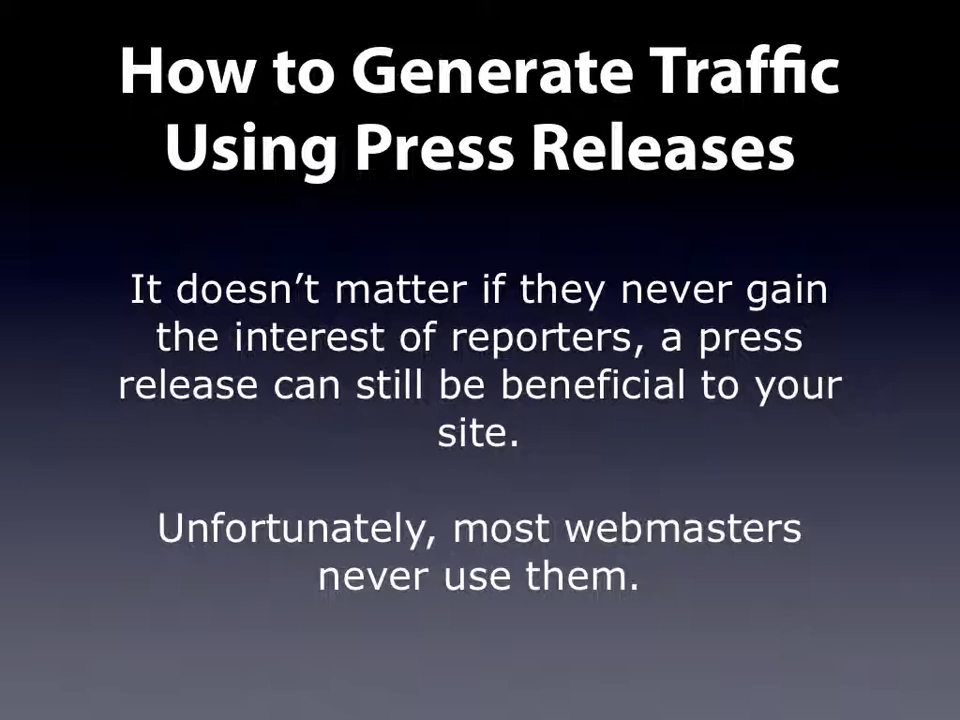 How to Generate Traffic
Using Press Releases
It doesn’t matter if they never gain
the interest of reporters, a press
release can still be beneficial to your
site.
Unfortunately, most webmasters
never use them.